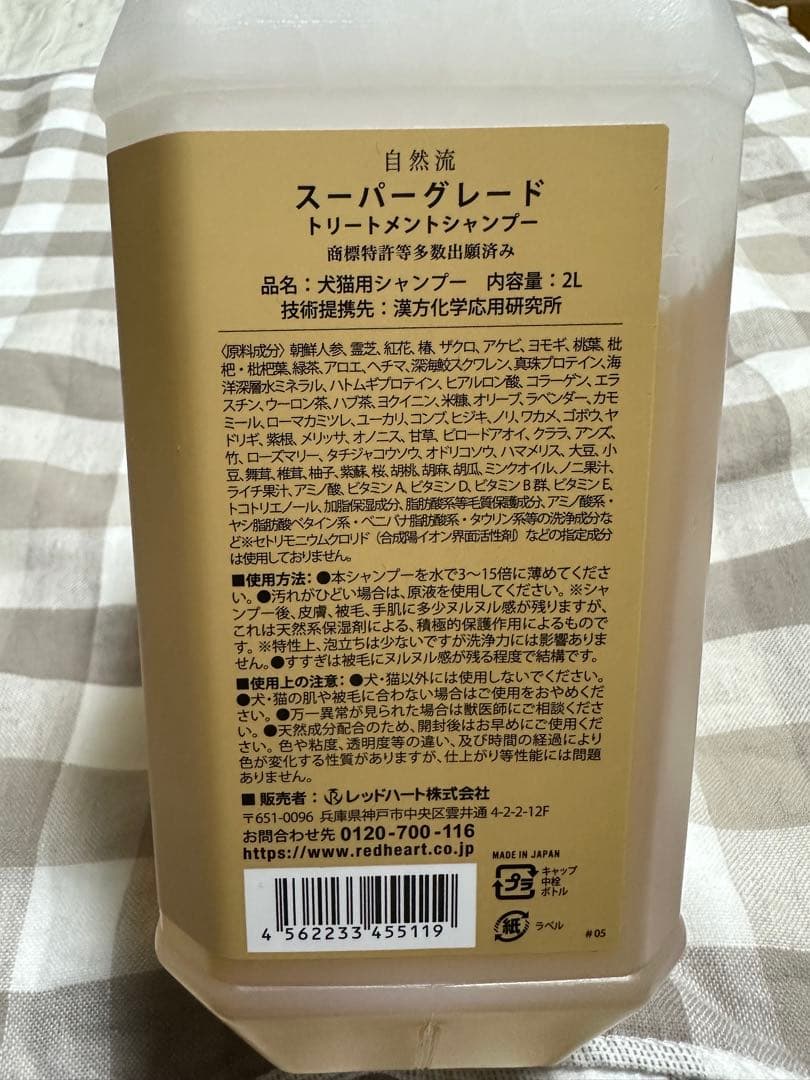 自然流
スーパーグレード
トリートメントシャンプー
商標特許等多数出願済み
品名：犬猫用シャンプー　内容量：2L
技術提携先：漢方化学応用研究所
〈原料成分〉朝鮮人参、霊芝、紅花、椿、ザクロ、アケビ、ヨモギ、桃葉、枇
杷・枇杷葉、緑茶、アロエ、ヘチマ、深海鮫スクワレン、真珠プロテイン、海
洋深層水ミネラル、ハトムギプロテイン、ヒアルロン酸、コラーゲン、エラ
スチン、ウーロン茶、ハブ茶、ヨクイニン、米糠、オリーブ、ラベンダー、カモ
ミール、ローマカミツレ、ユーカリ、コンブ、ヒジキ、ノリ、ワカメ、ゴボウ、ヤ
ドリギ、紫根、メリッサ、オノニス、甘草、ビロードアオイ、クララ、アンズ、
竹、ローズマリー、タチジャコウソウ、オドリコソウ、ハマメリス、大豆、小
豆、舞茸、椎茸、柚子、紫蘇、桜、胡桃、胡麻、胡瓜、ミンクオイル、ノニ果汁、
ライチ果汁、アミノ酸、ビタミンA、ビタミンD、ビタミンB群、ビタミンE、
トコトリエノール、加脂保湿成分、脂肪酸系等毛質保護成分、アミノ酸系・
ヤシ脂肪酸ベタイン系・ベニバナ脂肪酸系・タウリン系等の洗浄成分な
ど※セトリモニウムクロリド（合成陽イオン界面活性剤）などの指定成分
は使用しておりません。
■使用方法：●本シャンプーを水で3〜15倍に薄めてくださ
い。●汚れがひどい場合は、原液を使用してください。※シャ
ンプー後、皮膚、被毛、手肌に多少ヌルヌル感が残りますが、
これは天然系保湿剤による、積極的保護作用によるもので
す。※特性上、泡立ちは少ないですが洗浄力には影響ありま
せん。●すすぎは被毛にヌルヌル感が残る程度で結構です。
■使用上の注意：●犬・猫以外には使用しないでください。
●犬・猫の肌や被毛に合わない場合はご使用をおやめくだ
さい。●万一異常が見られた場合は獣医師にご相談くださ
い。●天然成分配合のため、開封後はお早めにご使用くだ
さい。色や粘度、透明度等の違い、及び時間の経過により
色が変化する性質がありますが、仕上がり等性能には問題
ありません。
■ 販売者：レッドハート株式会社
〒651-0096 兵庫県神戸市中央区雲井通 4-2-2-12F
お問合わせ先 0120-700-116
https://www.redheart.co.jp
MADE IN JAPAN
プラ
キャップ
中栓
ボトル
紙
ラベル
#05
4 562233 455119